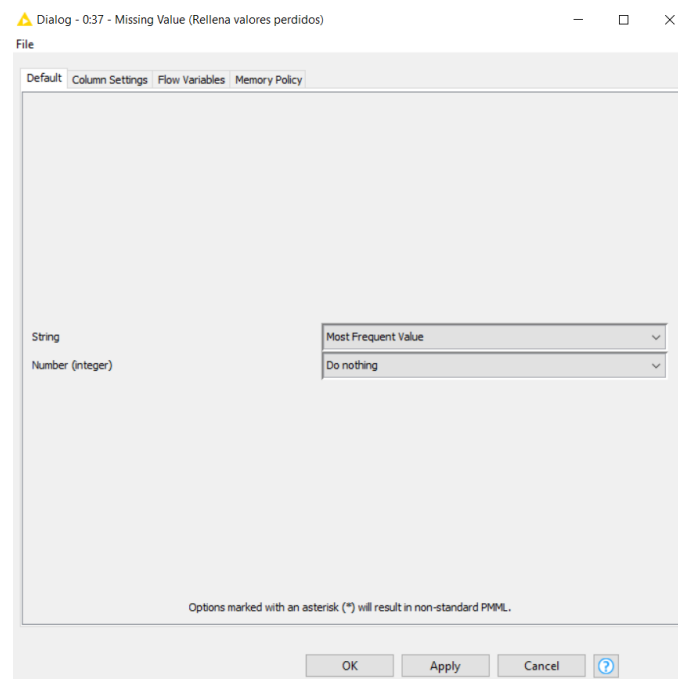 Dialog - 0:37 - Missing Value (Rellena valores perdidos)
File
Default Column Settings Flow Variables Memory Policy
String Most Frequent Value
Number (integer) Do nothing
Options marked with an asterisk (*) will result in non-standard PMML.
OK Apply Cancel ?